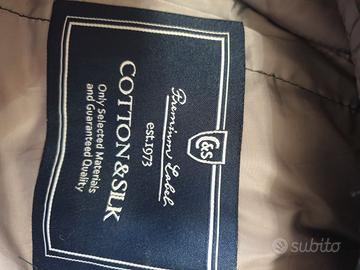 C&S
Premium Label
est.1973
COTTON&SILK
Only Selected Materials
and Guaranteed Quality
subito